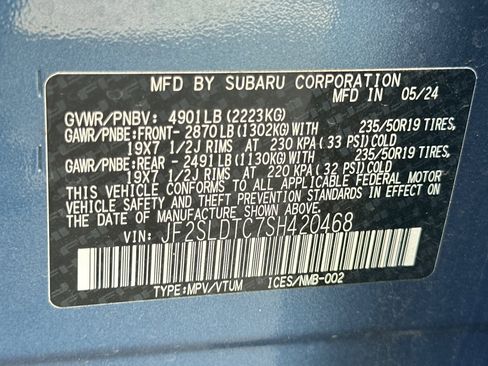 MFD BY SUBARU CORPORATION
MFD IN 05/24
GVWR/PNBV: 4901LB(2223KG)
GAWR/PNBE:FRONT- 2870LB(1302KG)WITH 235/50R19 TIRES,
19X7 1/2J RIMS AT 230 KPA(33 PSI)COLD
GAWR/PNBE:REAR - 2491LB(1130KG)WITH 235/50R19 TIRES,
19X7 1/2J RIMS AT 220 KPA(32 PSI)COLD
THIS VEHICLE CONFORMS TO ALL APPLICABLE FEDERAL MOTOR
VEHICLE SAFETY AND THEFT PREVENTION STANDARDS IN EFFECT ON
THE DATE OF MANUFACTURE SHOWN ABOVE.
VIN: JF2SLDTC7SH420468
TYPE:MPV/VTUM ICES/NMB-002